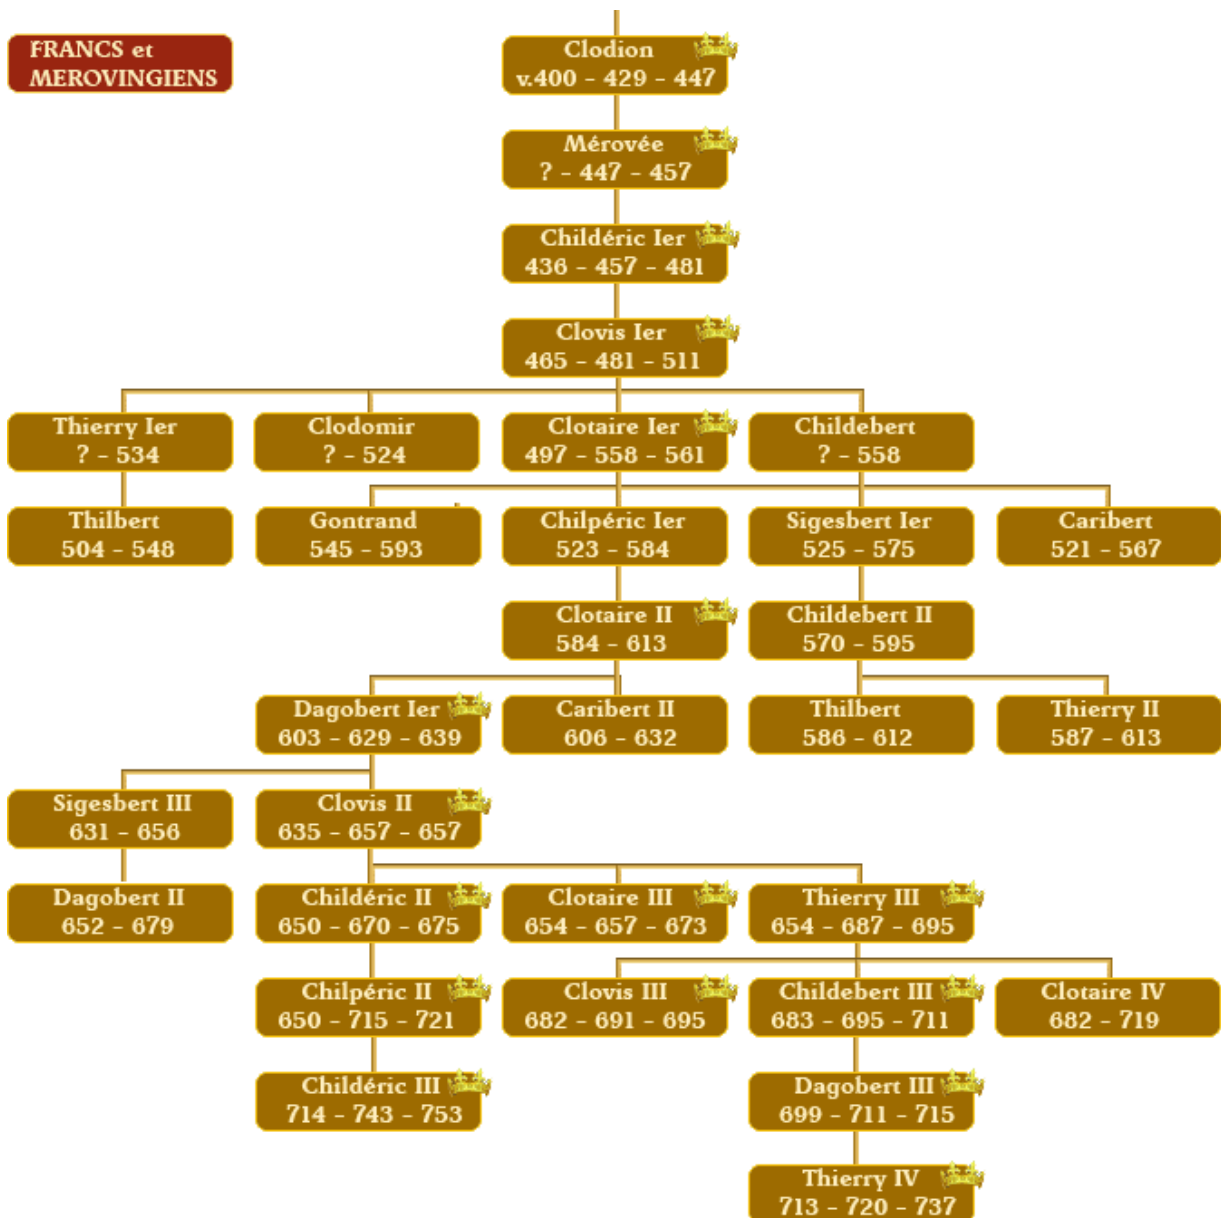 FRANCS et
MEROVINGIENS
Clodion
v.400 - 429 - 447
Mérovée
? - 447 - 457
Childéric Ier
436 - 457 - 481
Clovis Ier
465 - 481 - 511
Thierry Ier
? - 534
Clodomir
? - 524
Clotaire Ier
497 - 558 - 561
Childebert
? - 558
Thilbert
504 - 548
Gontrand
545 - 593
Chilpéric Ier
523 - 584
Sigesbert Ier
525 - 575
Caribert
521 - 567
Clotaire II
584 - 613
Childebert II
570 - 595
Dagobert Ier
603 - 629 - 639
Caribert II
606 - 632
Thilbert
586 - 612
Thierry II
587 - 613
Sigesbert III
631 - 656
Clovis II
635 - 657 - 657
Dagobert II
652 - 679
Childéric II
650 - 670 - 675
Clotaire III
654 - 657 - 673
Thierry III
654 - 687 - 695
Chilpéric II
650 - 715 - 721
Clovis III
682 - 691 - 695
Childebert III
683 - 695 - 711
Clotaire IV
682 - 719
Childéric III
714 - 743 - 753
Dagobert III
699 - 711 - 715
Thierry IV
713 - 720 - 737